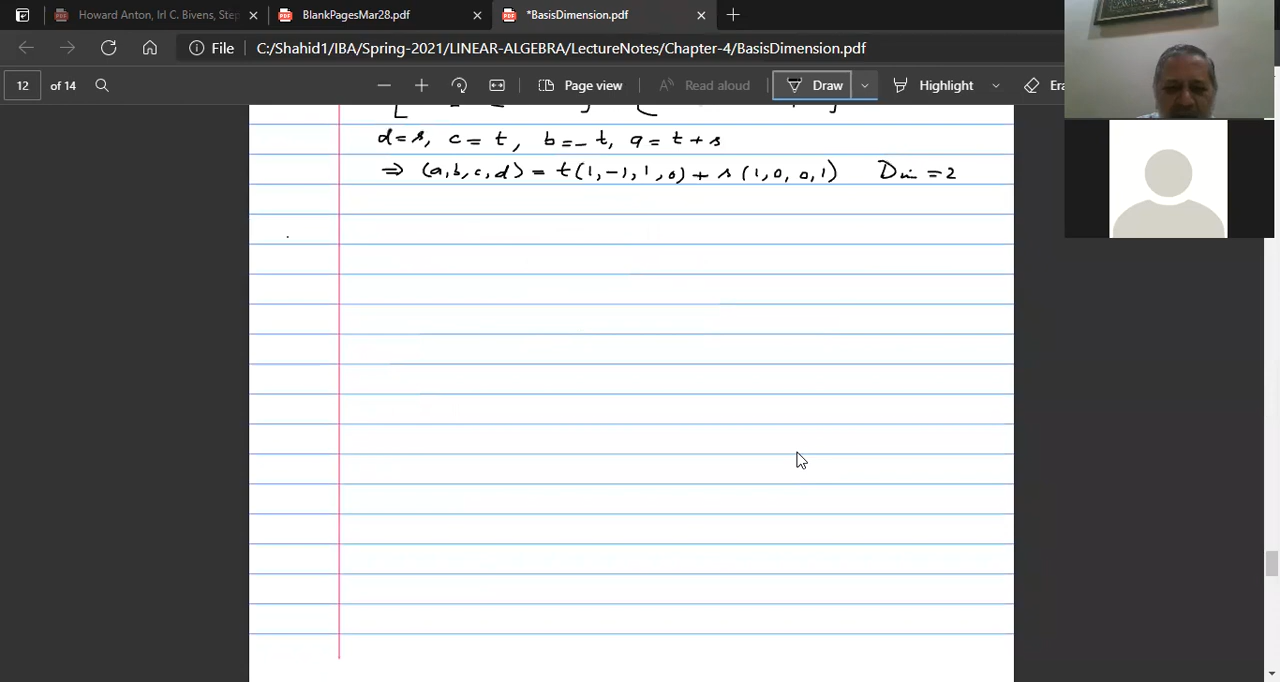 Howard Anton, Irl C. Bivens, Step
BlankPagesMar28.pdf
*BasisDimension.pdf
File
C:/Shahid1/IBA/Spring-2021/LINEAR-ALGEBRA/LectureNotes/Chapter-4/BasisDimension.pdf
12 of 14
Page view
Read aloud
Draw
Highlight
Era
d = s, c = t, b = -t, a = t + s
⇒ (a,b,c,d) = t(1,-1,1,0) + s(1,0,0,1) Dim = 2